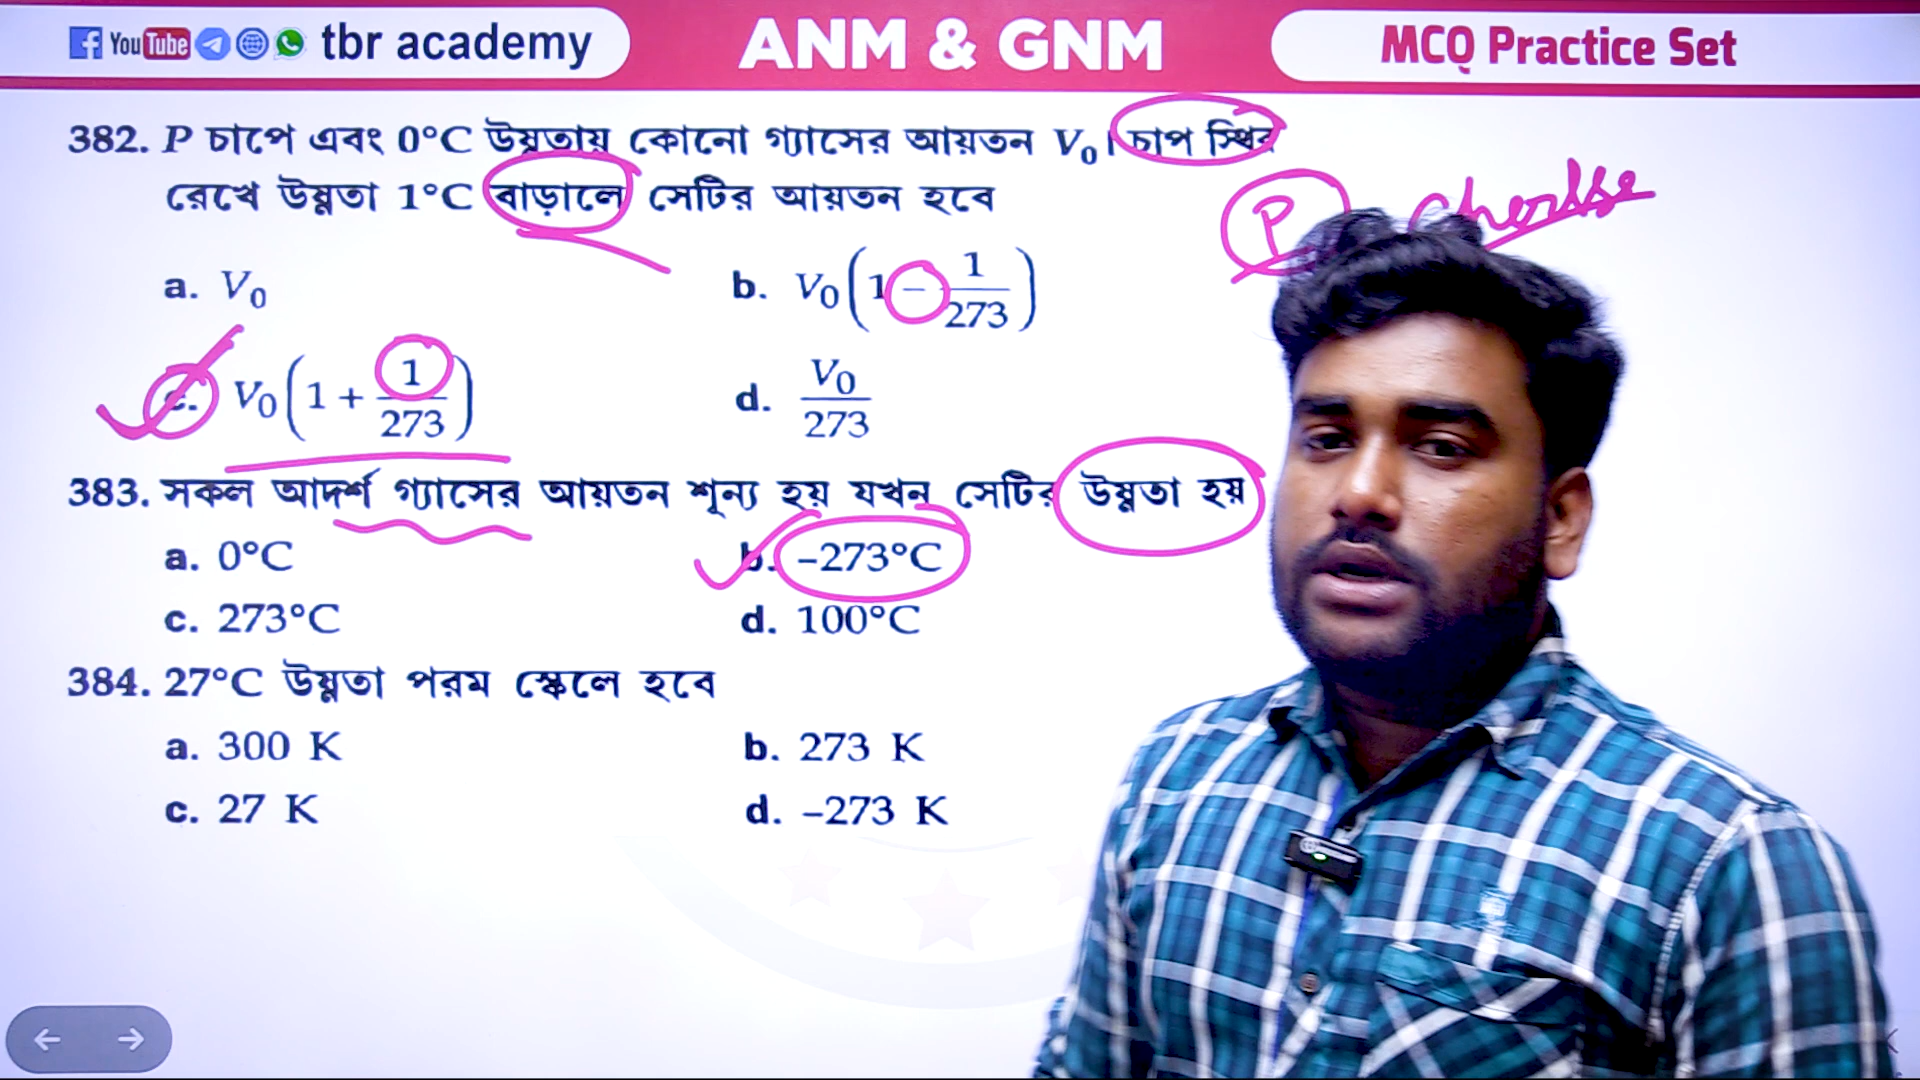 YouTube tbr academy ANM & GNM MCQ Practice Set
382. P চাপে এবং 0°C উষ্ণতায় কোনো গ্যাসের আয়তন V₀। চাপ স্থির
রেখে উষ্ণতা 1°C বাড়ালে সেটির আয়তন হবে
P
a. V₀ b. V₀(1 − 1/273)
c. V₀(1 + 1/273) d. V₀/273
383. সকল আদর্শ গ্যাসের আয়তন শূন্য হয় যখন সেটির উষ্ণতা হয়
a. 0°C b. –273°C
c. 273°C d. 100°C
384. 27°C উষ্ণতা পরম স্কেলে হবে
a. 300 K b. 273 K
c. 27 K d. –273 K